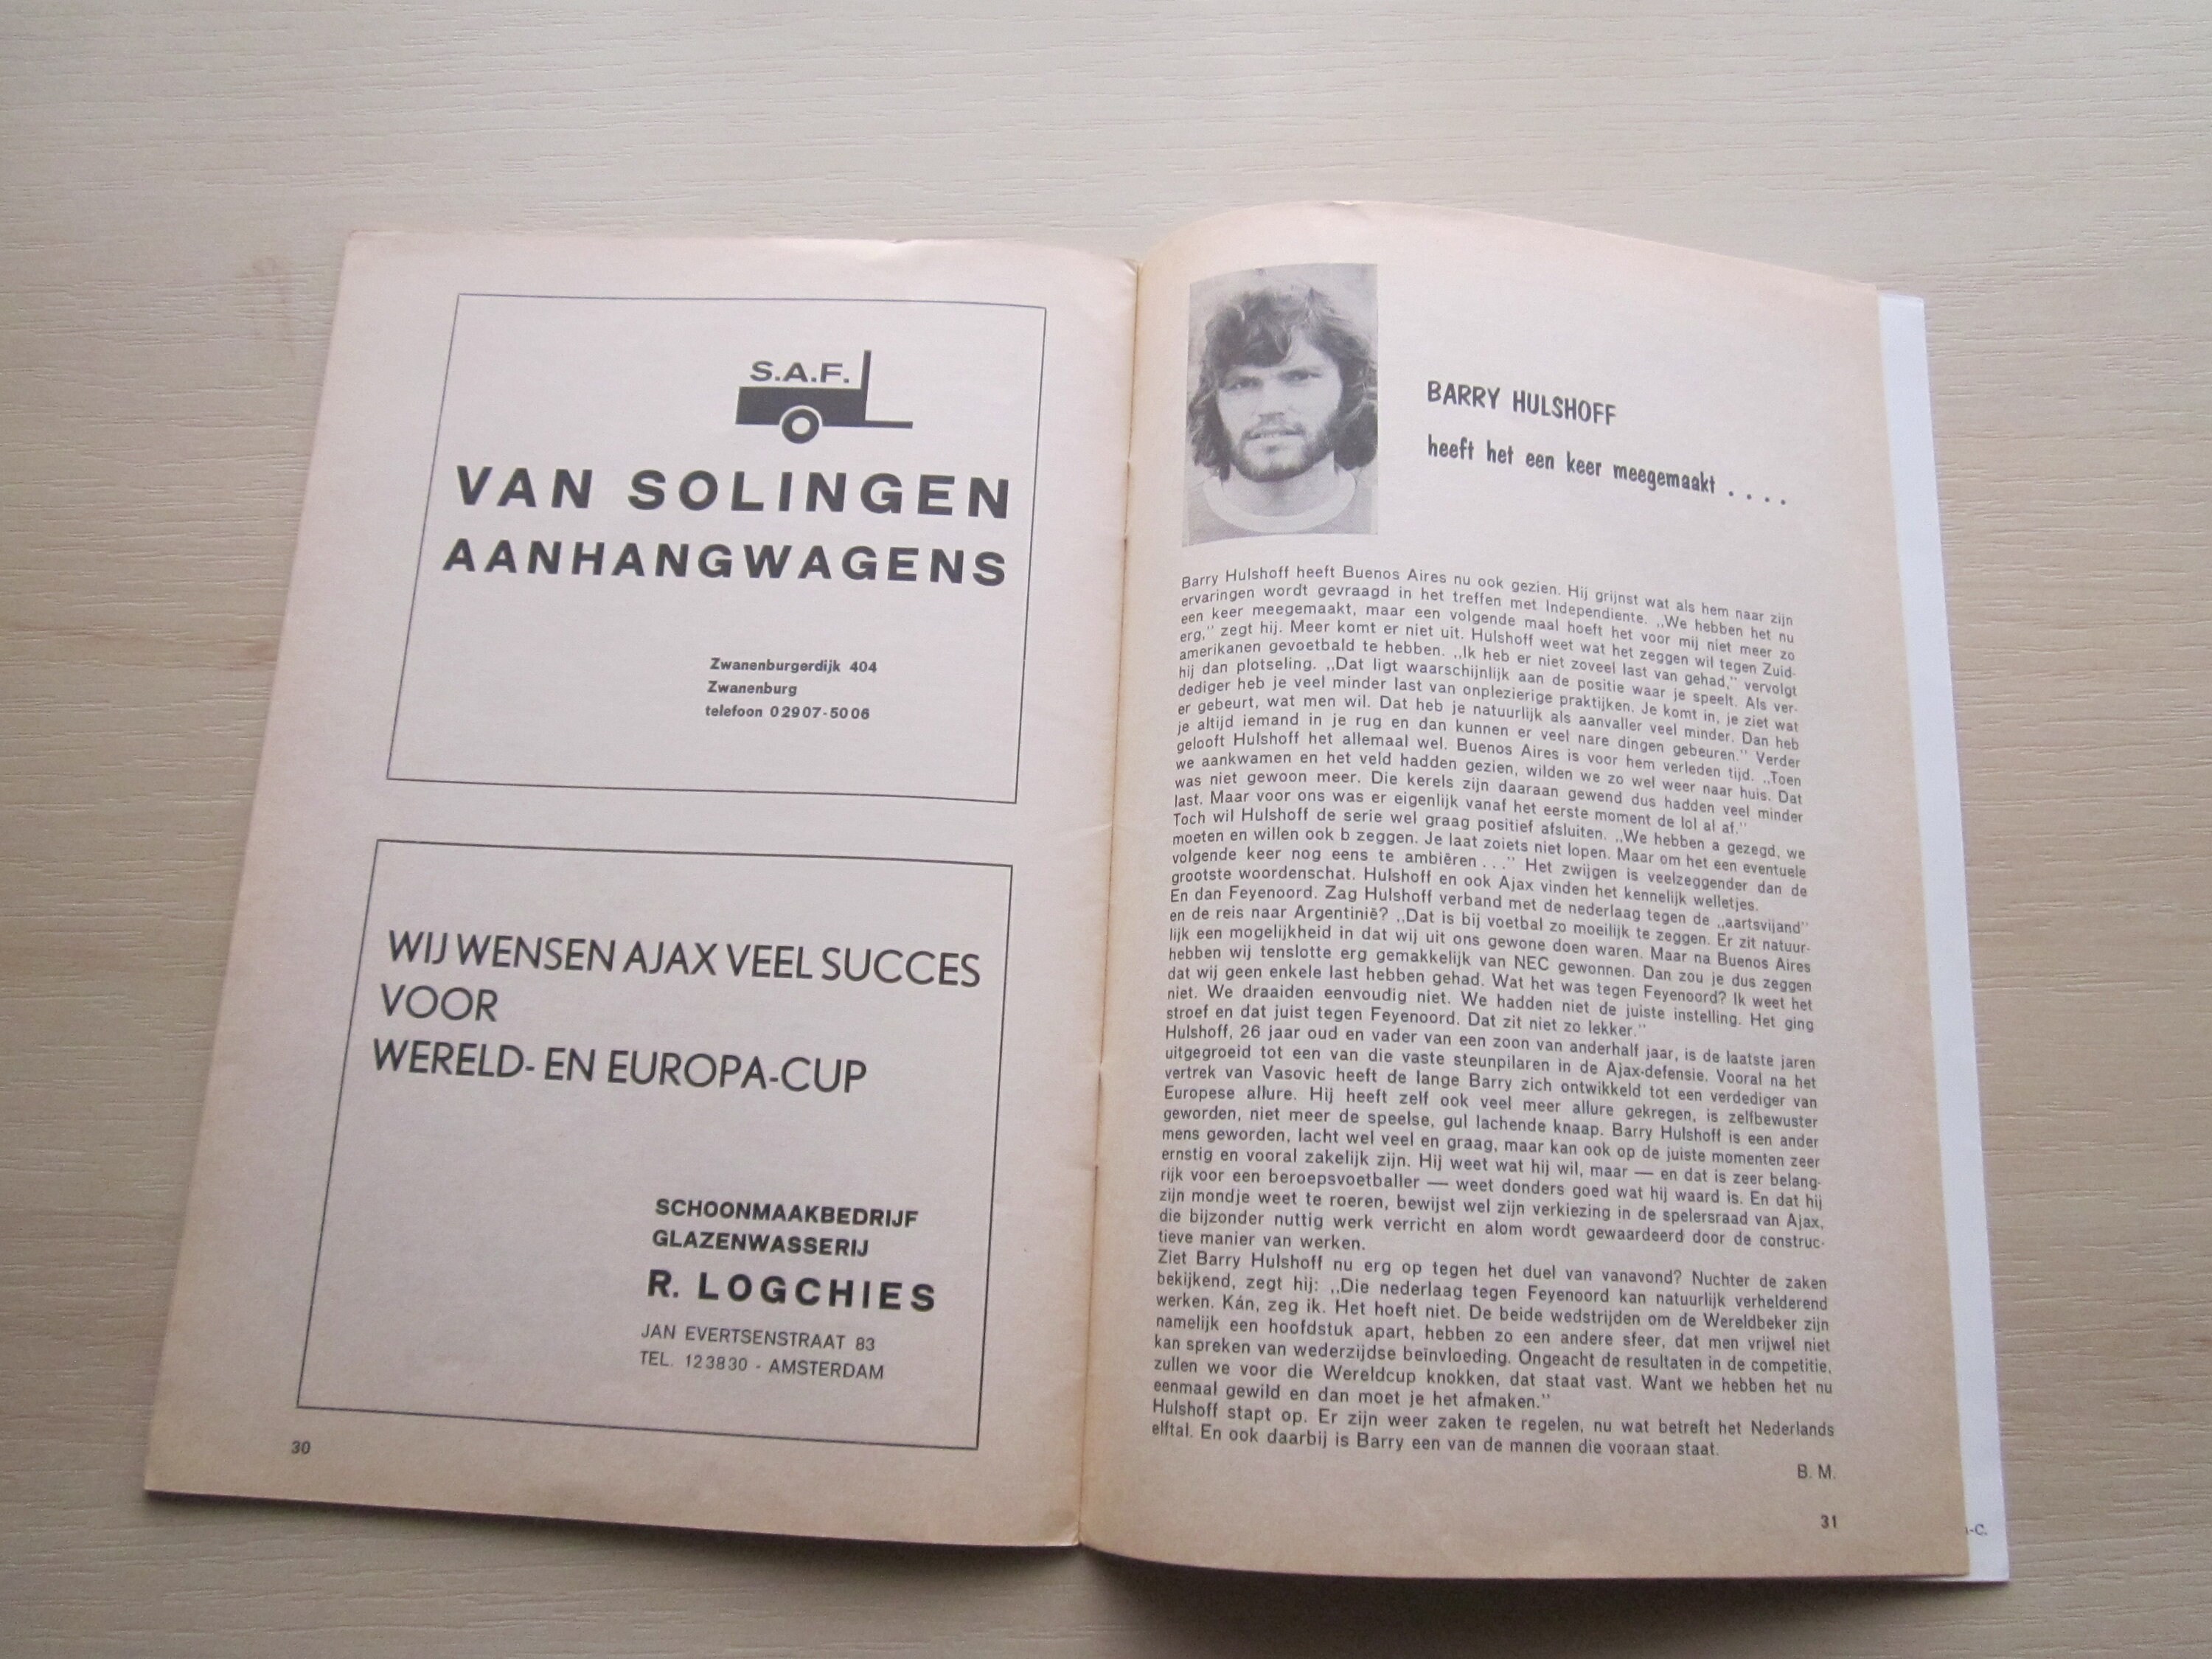 S.A.F.
VAN SOLINGEN
AANHANGWAGENS
Zwanenburgerdijk 404
Zwanenburg
telefoon 02907-5006
WIJ WENSEN AJAX VEEL SUCCES
VOOR
WERELD- EN EUROPA-CUP
SCHOONMAAKBEDRIJF
GLAZENWASSERIJ
R. LOGCHIES
JAN EVERTSENSTRAAT 83
TEL. 123830 - AMSTERDAM
30
BARRY HULSHOFF
heeft het een keer meegemaakt . . . .
Barry Hulshoff heeft Buenos Aires nu ook gezien. Hij grijnst wat als hem naar zijn
ervaringen wordt gevraagd in het treffen met Independiente. „We hebben het nu
een keer meegemaakt, maar een volgende maal hoeft het voor mij niet meer zo
erg,” zegt hij. Meer komt er niet uit. Hulshoff weet wat het zeggen wil tegen Zuid-
amerikanen gevoetbald te hebben. „Ik heb er niet zoveel last van gehad,” vervolgt
hij dan plotseling. „Dat ligt waarschijnlijk aan de positie waar je speelt. Als ver-
dediger heb je veel minder last van onplezierige praktijken. Je komt in, je ziet wat
er gebeurt, wat men wil. Dat heb je natuurlijk als aanvaller veel minder. Dan heb
je altijd iemand in je rug en dan kunnen er veel nare dingen gebeuren.” Verder
gelooft Hulshoff het allemaal wel. Buenos Aires is voor hem verleden tijd. „Toen
we aankwamen en het veld hadden gezien, wilden we zo wel weer naar huis. Dat
was niet gewoon meer. Die kerels zijn daaraan gewend dus hadden veel minder
last. Maar voor ons was er eigenlijk vanaf het eerste moment de lol al af.”
Toch wil Hulshoff de serie wel graag positief afsluiten. „We hebben a gezegd, we
moeten en willen ook b zeggen. Je laat zoiets niet lopen. Maar om het een eventuele
volgende keer nog eens te ambiëren . . .” Het zwijgen is veelzeggender dan de
grootste woordenschat. Hulshoff en ook Ajax vinden het kennelijk welletjes.
En dan Feyenoord. Zag Hulshoff verband met de nederlaag tegen de „aartsvijand”
en de reis naar Argentinië? „Dat is bij voetbal zo moeilijk te zeggen. Er zit natuur-
lijk een mogelijkheid in dat wij uit ons gewone doen waren. Maar na Buenos Aires
hebben wij tenslotte erg gemakkelijk van NEC gewonnen. Dan zou je dus zeggen
dat wij geen enkele last hebben gehad. Wat het was tegen Feyenoord? Ik weet het
niet. We draaiden eenvoudig niet. We hadden niet de juiste instelling. Het ging
stroef en dat juist tegen Feyenoord. Dat zit niet zo lekker.”
Hulshoff, 26 jaar oud en vader van een zoon van anderhalf jaar, is de laatste jaren
uitgegroeid tot een van die vaste steunpilaren in de Ajax-defensie. Vooral na het
vertrek van Vasovic heeft de lange Barry zich ontwikkeld tot een verdediger van
Europese allure. Hij heeft zelf ook veel meer allure gekregen, is zelfbewuster
geworden, niet meer de speelse, gul lachende knaap. Barry Hulshoff is een ander
mens geworden, lacht wel veel en graag, maar kan ook op de juiste momenten zeer
ernstig en vooral zakelijk zijn. Hij weet wat hij wil, maar — en dat is zeer belang-
rijk voor een beroepsvoetballer — weet donders goed wat hij waard is. En dat hij
zijn mondje weet te roeren, bewijst wel zijn verkiezing in de spelersraad van Ajax,
die bijzonder nuttig werk verricht en alom wordt gewaardeerd door de construc-
tieve manier van werken.
Ziet Barry Hulshoff nu erg op tegen het duel van vanavond? Nuchter de zaken
bekijkend, zegt hij: „Die nederlaag tegen Feyenoord kan natuurlijk verhelderend
werken. Kán, zeg ik. Het hoeft niet. De beide wedstrijden om de Wereldbeker zijn
namelijk een hoofdstuk apart, hebben zo een andere sfeer, dat men vrijwel niet
kan spreken van wederzijdse beïnvloeding. Ongeacht de resultaten in de competitie,
zullen we voor die Wereldcup knokken, dat staat vast. Want we hebben het nu
eenmaal gewild en dan moet je het afmaken.”
Hulshoff stapt op. Er zijn weer zaken te regelen, nu wat betreft het Nederlands
elftal. En ook daarbij is Barry een van de mannen die vooraan staat.
B. M.
31
-C.